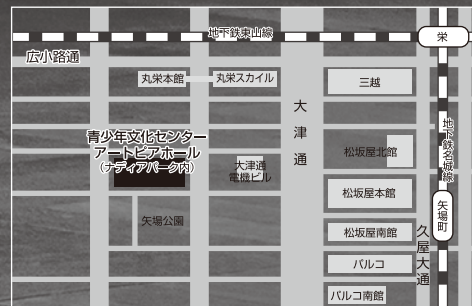 地下鉄東山線
栄
広小路通
丸栄本館
丸栄スカイル
三越
大津通
青少年文化センター
アートピアホール
(ナディアパーク内)
大津通
電機ビル
松坂屋北館
地下鉄名城線
松坂屋本館
矢場町
矢場公園
松坂屋南館
久屋大通
パルコ
パルコ南館